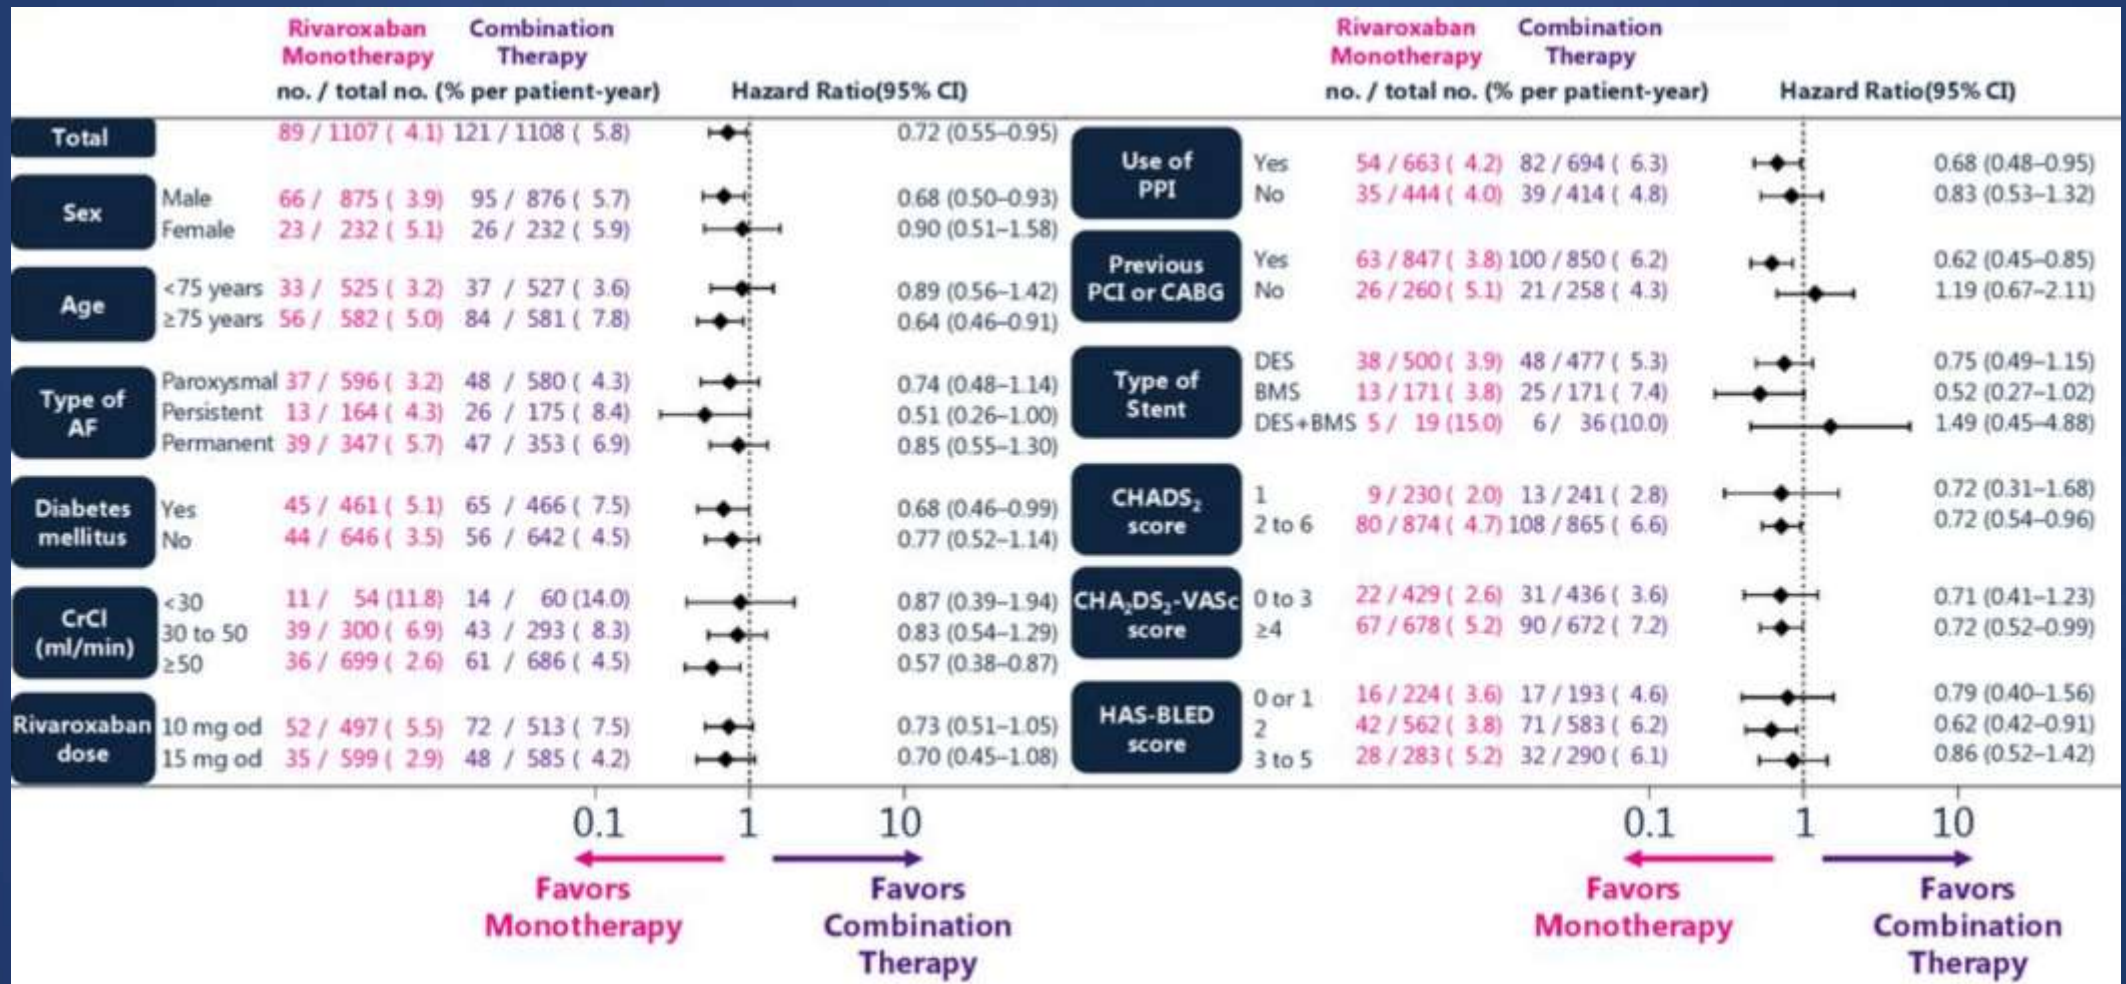 Rivaroxaban Monotherapy Combination Therapy
no. / total no. (% per patient-year) Hazard Ratio(95% CI)
Total 89 / 1107 ( 4.1) 121 / 1108 ( 5.8) 0.72 (0.55–0.95)
Sex
Male 66 / 875 ( 3.9) 95 / 876 ( 5.7) 0.68 (0.50–0.93)
Female 23 / 232 ( 5.1) 26 / 232 ( 5.9) 0.90 (0.51–1.58)
Age
<75 years 33 / 525 ( 3.2) 37 / 527 ( 3.6) 0.89 (0.56–1.42)
≥75 years 56 / 582 ( 5.0) 84 / 581 ( 7.8) 0.64 (0.46–0.91)
Type of AF
Paroxysmal 37 / 596 ( 3.2) 48 / 580 ( 4.3) 0.74 (0.48–1.14)
Persistent 13 / 164 ( 4.3) 26 / 175 ( 8.4) 0.51 (0.26–1.00)
Permanent 39 / 347 ( 5.7) 47 / 353 ( 6.9) 0.85 (0.55–1.30)
Diabetes mellitus
Yes 45 / 461 ( 5.1) 65 / 466 ( 7.5) 0.68 (0.46–0.99)
No 44 / 646 ( 3.5) 56 / 642 ( 4.5) 0.77 (0.52–1.14)
CrCl (ml/min)
<30 11 / 54 (11.8) 14 / 60 (14.0) 0.87 (0.39–1.94)
30 to 50 39 / 300 ( 6.9) 43 / 293 ( 8.3) 0.83 (0.54–1.29)
≥50 36 / 699 ( 2.6) 61 / 686 ( 4.5) 0.57 (0.38–0.87)
Rivaroxaban dose
10 mg od 52 / 497 ( 5.5) 72 / 513 ( 7.5) 0.73 (0.51–1.05)
15 mg od 35 / 599 ( 2.9) 48 / 585 ( 4.2) 0.70 (0.45–1.08)
0.1 1 10
Favors Monotherapy Favors Combination Therapy
Rivaroxaban Monotherapy Combination Therapy
no. / total no. (% per patient-year) Hazard Ratio(95% CI)
Use of PPI
Yes 54 / 663 ( 4.2) 82 / 694 ( 6.3) 0.68 (0.48–0.95)
No 35 / 444 ( 4.0) 39 / 414 ( 4.8) 0.83 (0.53–1.32)
Previous PCI or CABG
Yes 63 / 847 ( 3.8) 100 / 850 ( 6.2) 0.62 (0.45–0.85)
No 26 / 260 ( 5.1) 21 / 258 ( 4.3) 1.19 (0.67–2.11)
Type of Stent
DES 38 / 500 ( 3.9) 48 / 477 ( 5.3) 0.75 (0.49–1.15)
BMS 13 / 171 ( 3.8) 25 / 171 ( 7.4) 0.52 (0.27–1.02)
DES+BMS 5 / 19 (15.0) 6 / 36 (10.0) 1.49 (0.45–4.88)
CHADS₂ score
1 9 / 230 ( 2.0) 13 / 241 ( 2.8) 0.72 (0.31–1.68)
2 to 6 80 / 874 ( 4.7) 108 / 865 ( 6.6) 0.72 (0.54–0.96)
CHA₂DS₂-VASc score
0 to 3 22 / 429 ( 2.6) 31 / 436 ( 3.6) 0.71 (0.41–1.23)
≥4 67 / 678 ( 5.2) 90 / 672 ( 7.2) 0.72 (0.52–0.99)
HAS-BLED score
0 or 1 16 / 224 ( 3.6) 17 / 193 ( 4.6) 0.79 (0.40–1.56)
2 42 / 562 ( 3.8) 71 / 583 ( 6.2) 0.62 (0.42–0.91)
3 to 5 28 / 283 ( 5.2) 32 / 290 ( 6.1) 0.86 (0.52–1.42)
0.1 1 10
Favors Monotherapy Favors Combination Therapy